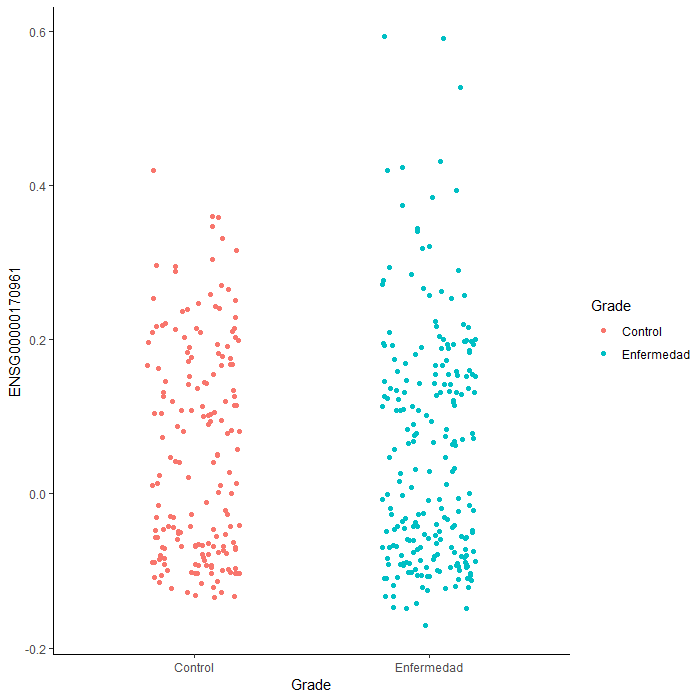 0.6
0.4
0.2
0.0
-0.2
ENSG00000170961
Control
Enfermedad
Grade
Grade
Control
Enfermedad